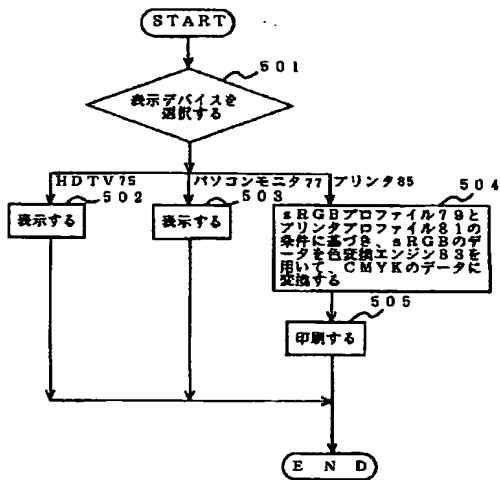 START
501
表示デバイスを
選択する
HDTV75
パソコンモニタ77
プリンタ85
502
503
504
表示する
表示する
sRGBプロファイル79と
プリンタプロファイル81の
条件に基づき、sRGBのデ
ータを色変換エンジン83を
用いて、CMYKのデータに
変換する
505
印刷する
END